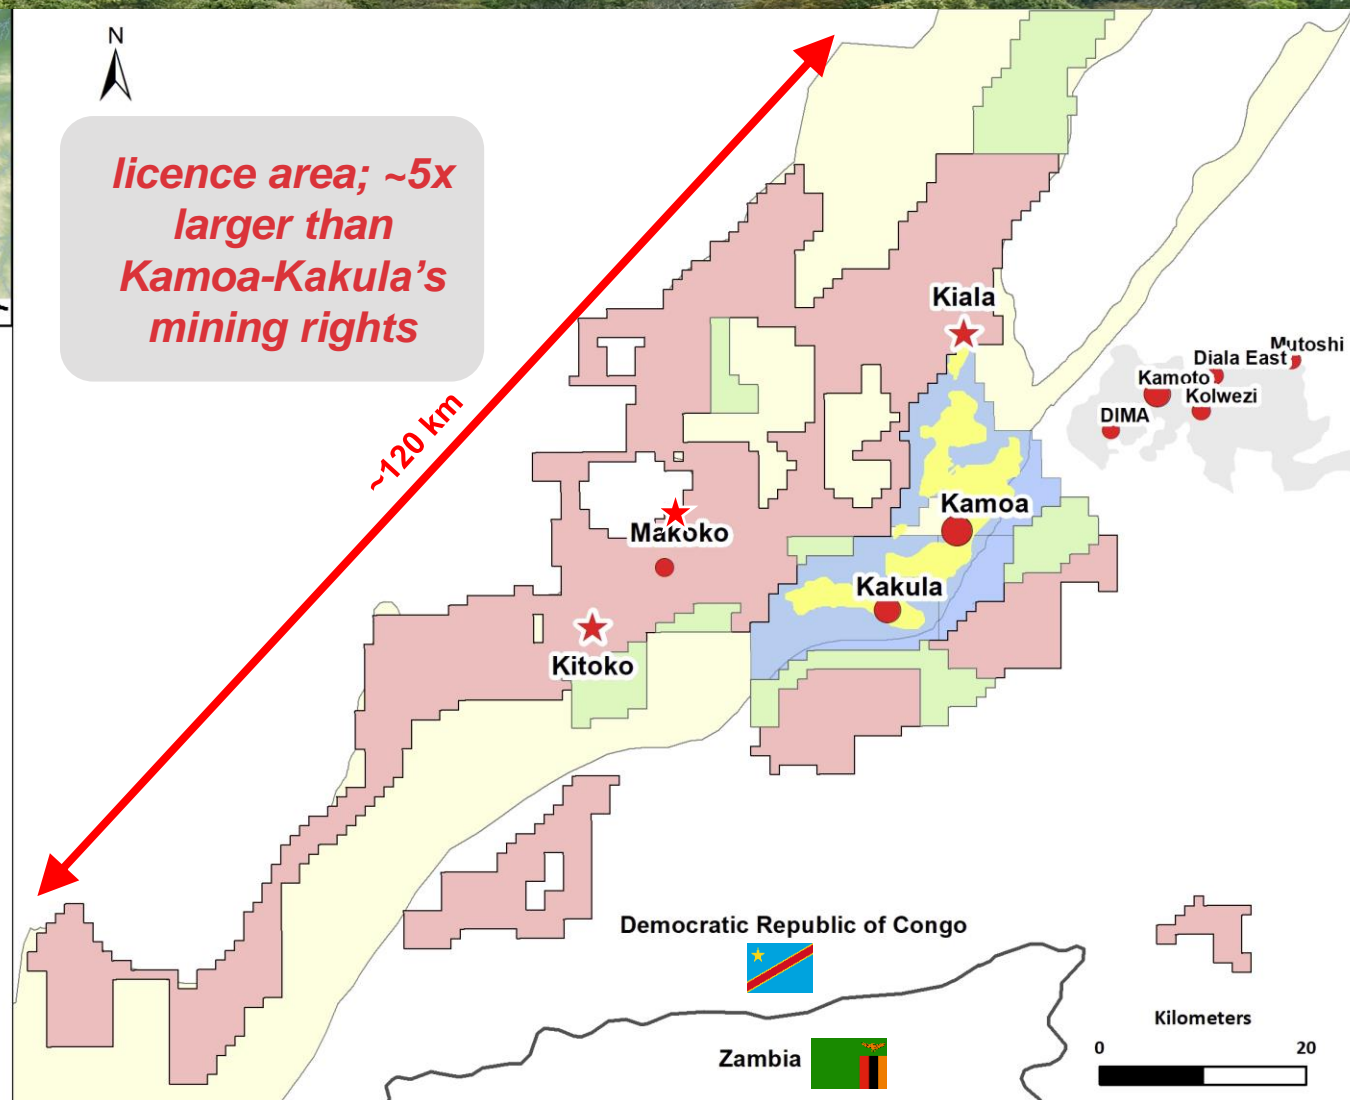 N
licence area; ~5x
larger than
Kamoa-Kakula’s
mining rights
~120 km
Kiala
Mutoshi
Diala East
Kamoto
Kolwezi
DIMA
Kamoa
Makoko
Kakula
Kitoko
Democratic Republic of Congo
Zambia
Kilometers
0 20